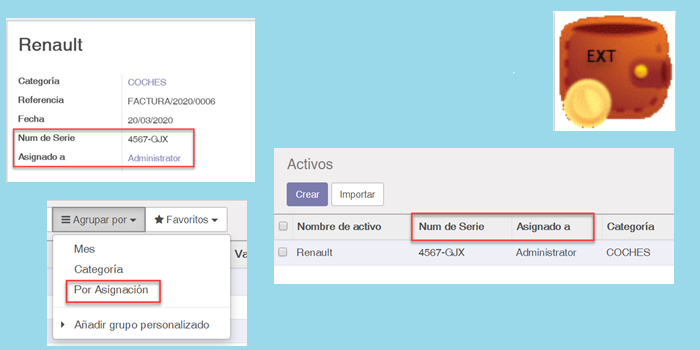 Renault
Categoría COCHES
Referencia FACTURA/2020/0006
Fecha 20/03/2020
Num de Serie 4567-GJX
Asignado a Administrator
EXT
Agrupar por Favoritos
Va
Mes
Categoría
Por Asignación
Añadir grupo personalizado
Activos
Crear Importar
Nombre de activo Num de Serie Asignado a Categoría
Renault 4567-GJX Administrator COCHES